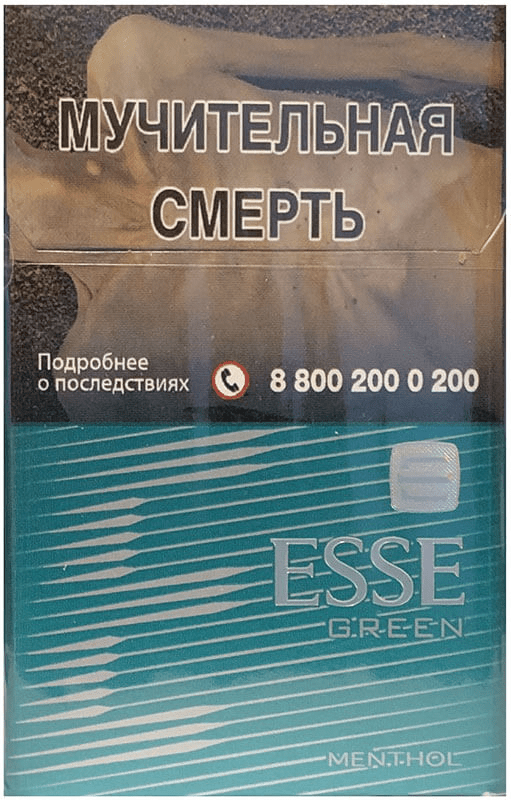 МУЧИТЕЛЬНАЯ
СМЕРТЬ
Подробнее
о последствиях
8 800 200 0 200
ESSE
GREEN
MENTHOL